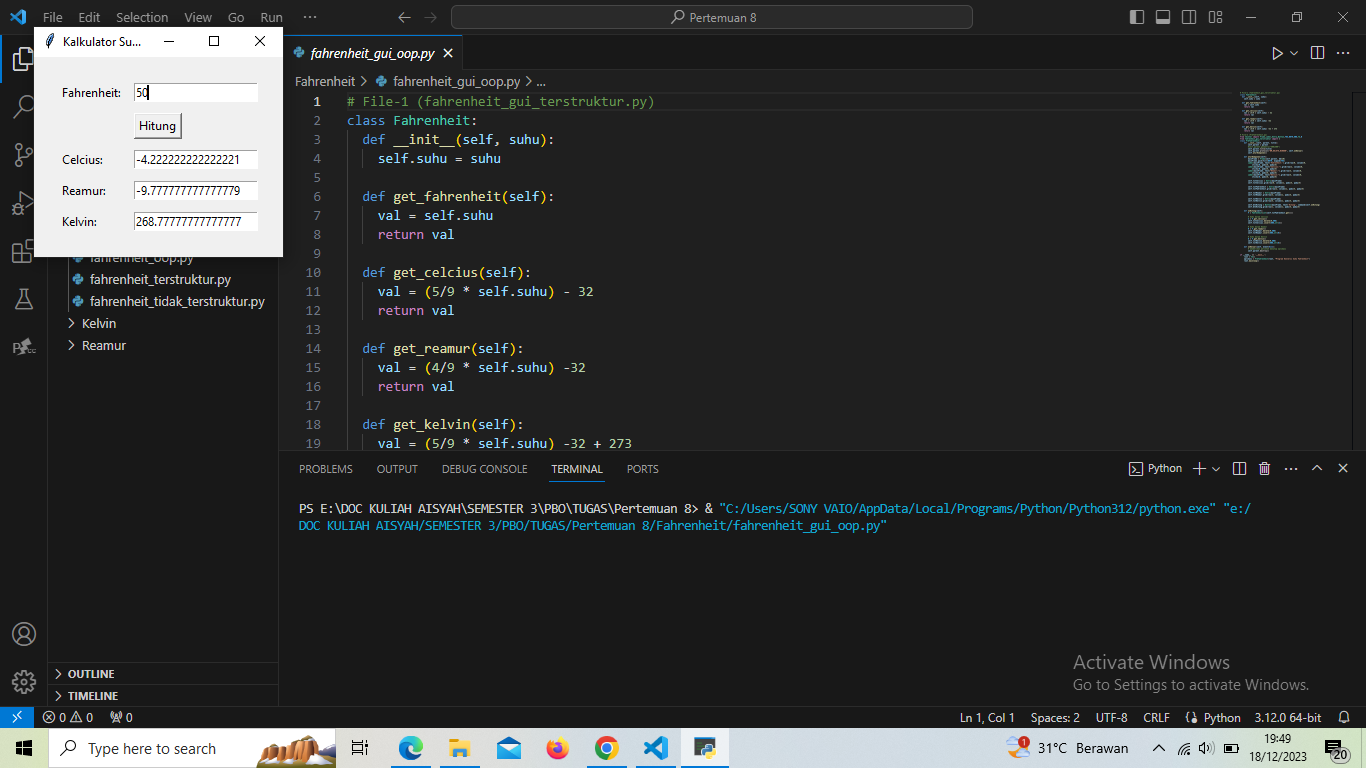 File Edit Selection View Go Run ··· Pertemuan 8
Kalkulator Su...
Fahrenheit: 50
Hitung
Celcius: -4.222222222222221
Reamur: -9.777777777777779
Kelvin: 268.77777777777777
fahrenheit_oop.py
fahrenheit_terstruktur.py
fahrenheit_tidak_terstruktur.py
Kelvin
Reamur
OUTLINE
TIMELINE
fahrenheit_gui_oop.py
Fahrenheit > fahrenheit_gui_oop.py > ...
1 # File-1 (fahrenheit_gui_terstruktur.py)
2 class Fahrenheit:
3 def __init__(self, suhu):
4 self.suhu = suhu
5
6 def get_fahrenheit(self):
7 val = self.suhu
8 return val
9
10 def get_celcius(self):
11 val = (5/9 * self.suhu) - 32
12 return val
13
14 def get_reamur(self):
15 val = (4/9 * self.suhu) -32
16 return val
17
18 def get_kelvin(self):
19 val = (5/9 * self.suhu) -32 + 273
PROBLEMS OUTPUT DEBUG CONSOLE TERMINAL PORTS Python
PS E:\DOC KULIAH AISYAH\SEMESTER 3\PBO\TUGAS\Pertemuan 8> & "C:/Users/SONY VAIO/AppData/Local/Programs/Python/Python312/python.exe" "e:/
DOC KULIAH AISYAH/SEMESTER 3/PBO/TUGAS/Pertemuan 8/Fahrenheit/fahrenheit_gui_oop.py"
Activate Windows
Go to Settings to activate Windows.
0 0 0 Ln 1, Col 1 Spaces: 2 UTF-8 CRLF Python 3.12.0 64-bit
Type here to search
1 31°C Berawan
19:49
18/12/2023
20